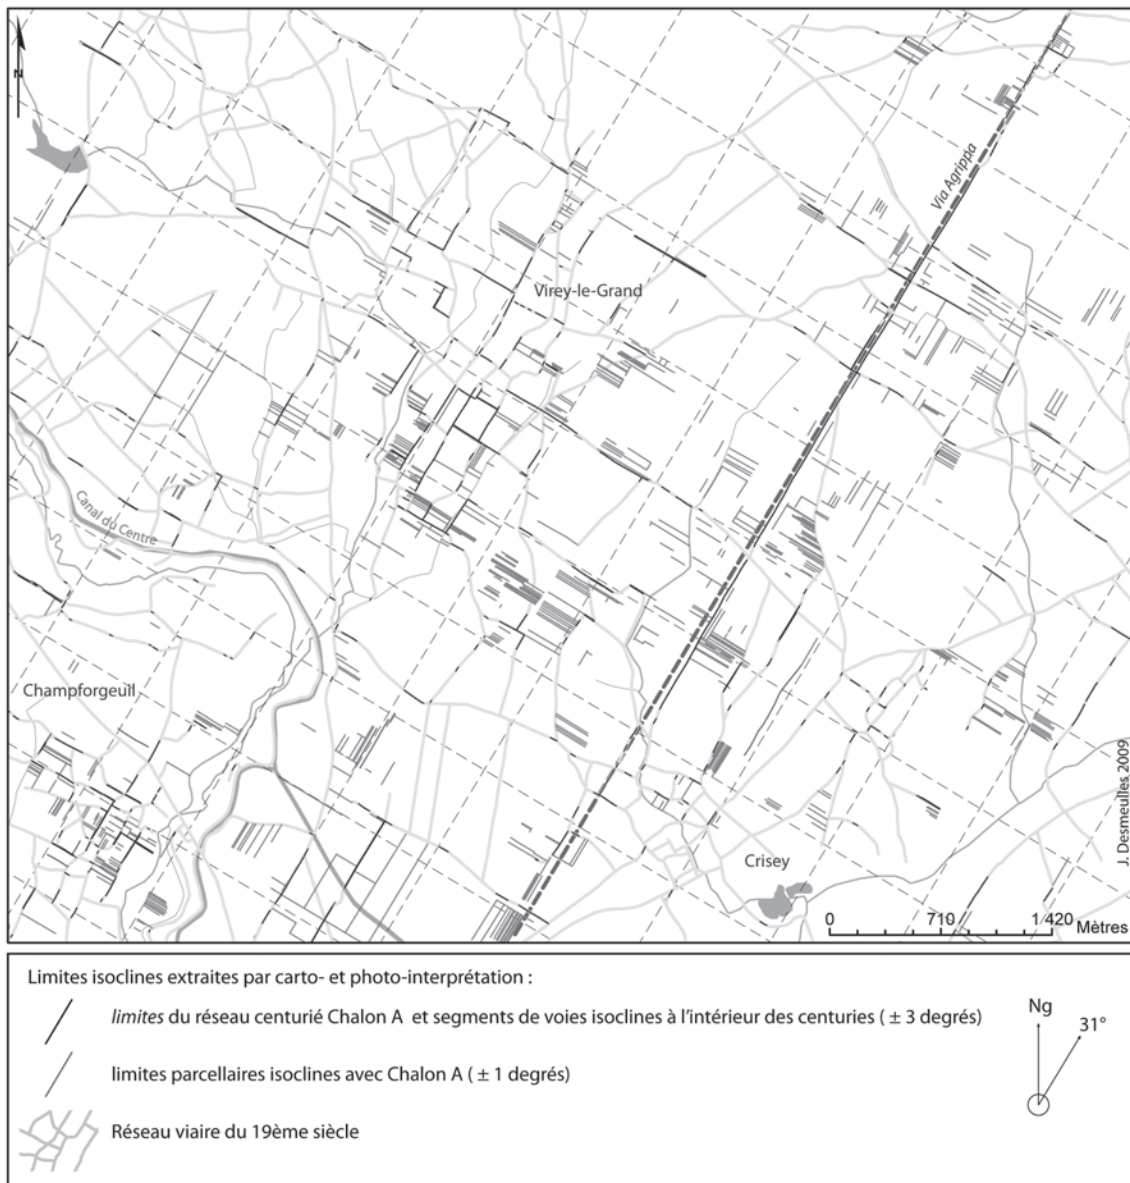 N
Via Agrippa
Virey-le-Grand
Canal du Centre
Champforgeuil
Crisey
J. Desmeulles 2009
0 710 1 420 Mètres
Limites isoclines extraites par carto- et photo-interprétation :
limites du réseau centurié Chalon A et segments de voies isoclines à l'intérieur des centuries ( ± 3 degrés)
limites parcellaires isoclines avec Chalon A ( ± 1 degrés)
Réseau viaire du 19ème siècle
Ng
31°